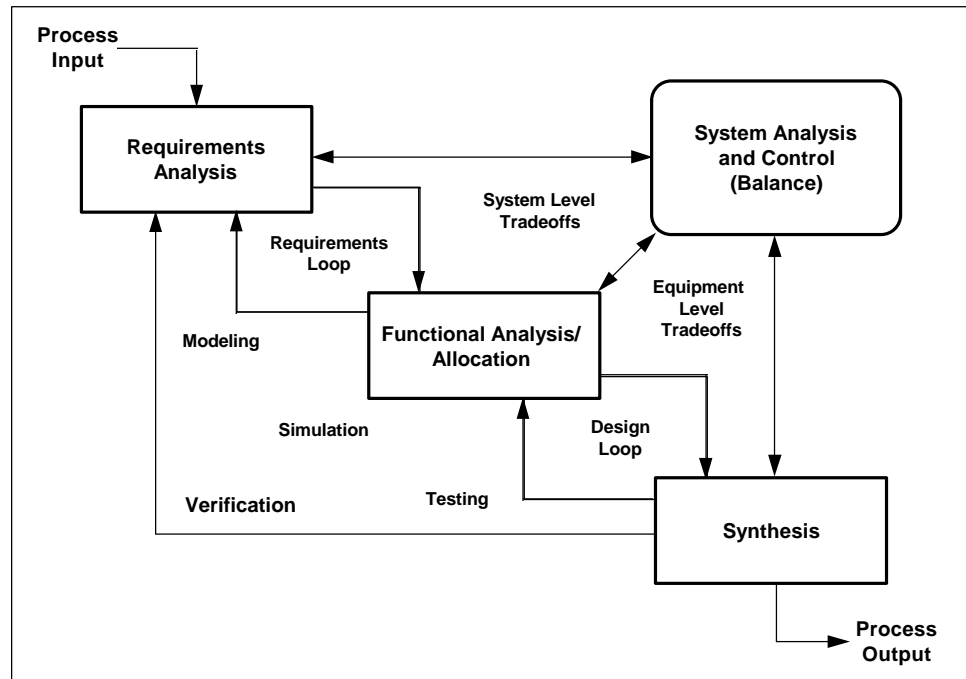 Process
Input
Requirements
Analysis
System Analysis
and Control
(Balance)
System Level
Tradeoffs
Requirements
Loop
Equipment
Level
Tradeoffs
Functional Analysis/
Allocation
Modeling
Simulation
Design
Loop
Testing
Verification
Synthesis
Process
Output